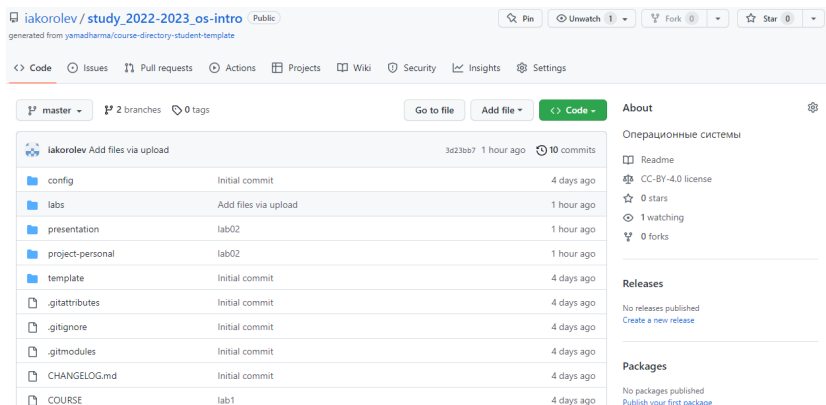 iakorolev / study_2022-2023_os-intro Public Pin Unwatch 1 Fork 0 Star 0
generated from yamadharma/course-directory-student-template
Code Issues Pull requests Actions Projects Wiki Security Insights Settings
master 2 branches 0 tags Go to file Add file Code
iakorolev Add files via upload 3d23bb7 1 hour ago 10 commits
config Initial commit 4 days ago
labs Add files via upload 1 hour ago
presentation lab02 1 hour ago
project-personal lab02 1 hour ago
template Initial commit 4 days ago
.gitattributes Initial commit 4 days ago
.gitignore Initial commit 4 days ago
.gitmodules Initial commit 4 days ago
CHANGELOG.md Initial commit 4 days ago
COURSE lab1 4 days ago
About
Операционные системы
Readme
CC-BY-4.0 license
0 stars
1 watching
0 forks
Releases
No releases published
Create a new release
Packages
No packages published
Publish your first package